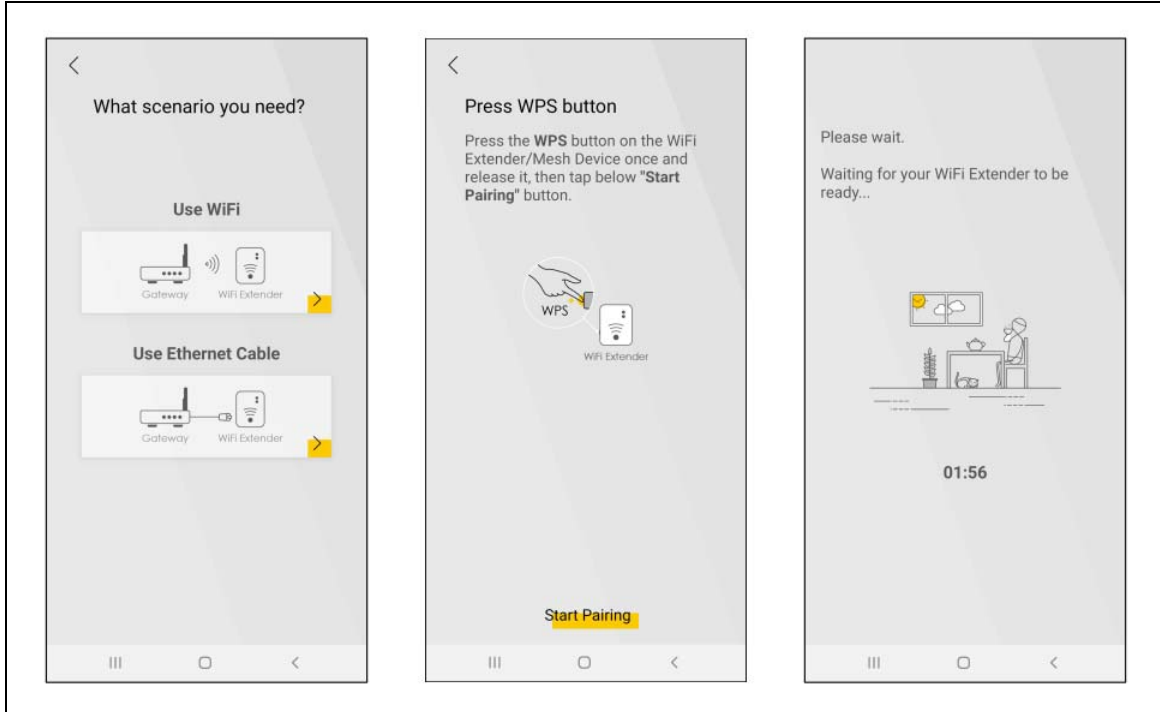 What scenario you need?
Use WiFi
Gateway WiFi Extender
Use Ethernet Cable
Gateway WiFi Extender
Press WPS button
Press the WPS button on the WiFi
Extender/Mesh Device once and
release it, then tap below "Start
Pairing" button.
WPS
WiFi Extender
Start Pairing
Please wait.
Waiting for your WiFi Extender to be
ready...
01:56